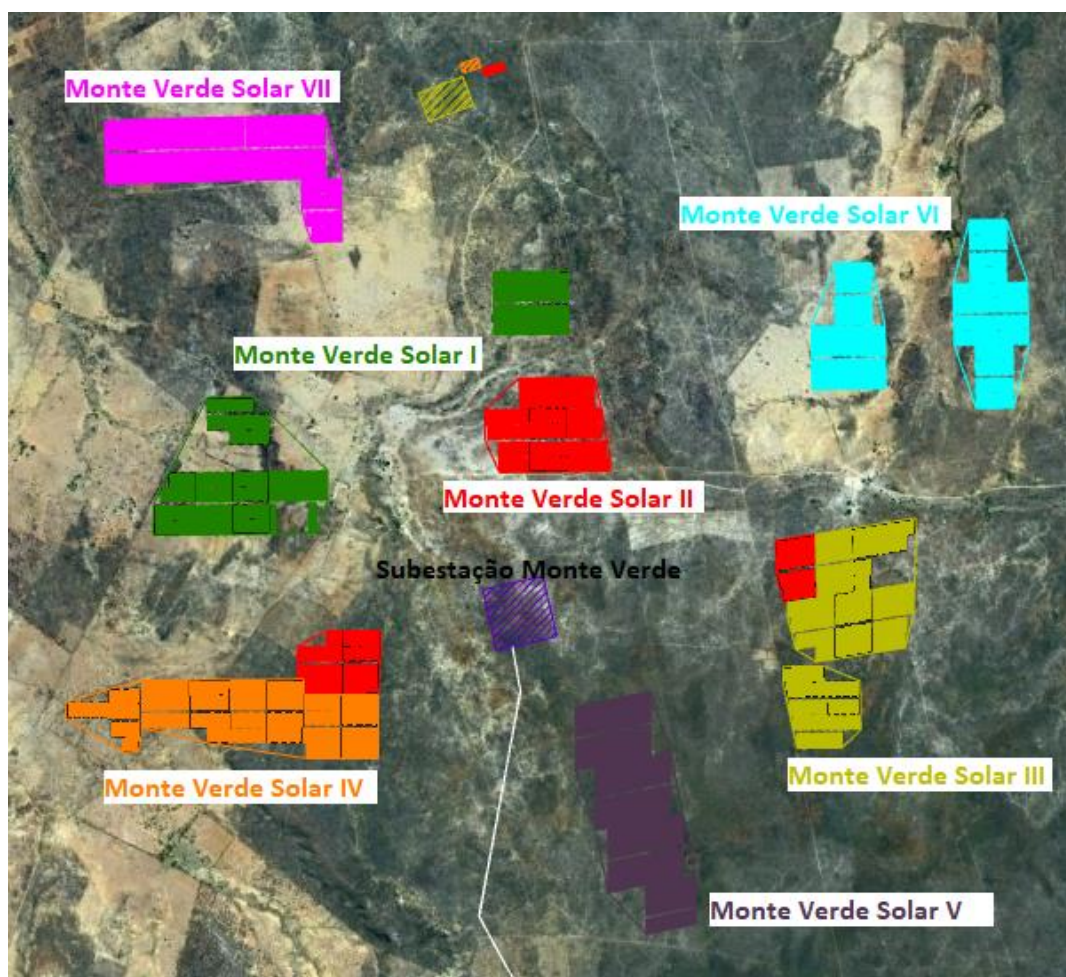 Monte Verde Solar VII
Monte Verde Solar VI
Monte Verde Solar I
Monte Verde Solar II
Subestação Monte Verde
Monte Verde Solar IV
Monte Verde Solar III
Monte Verde Solar V